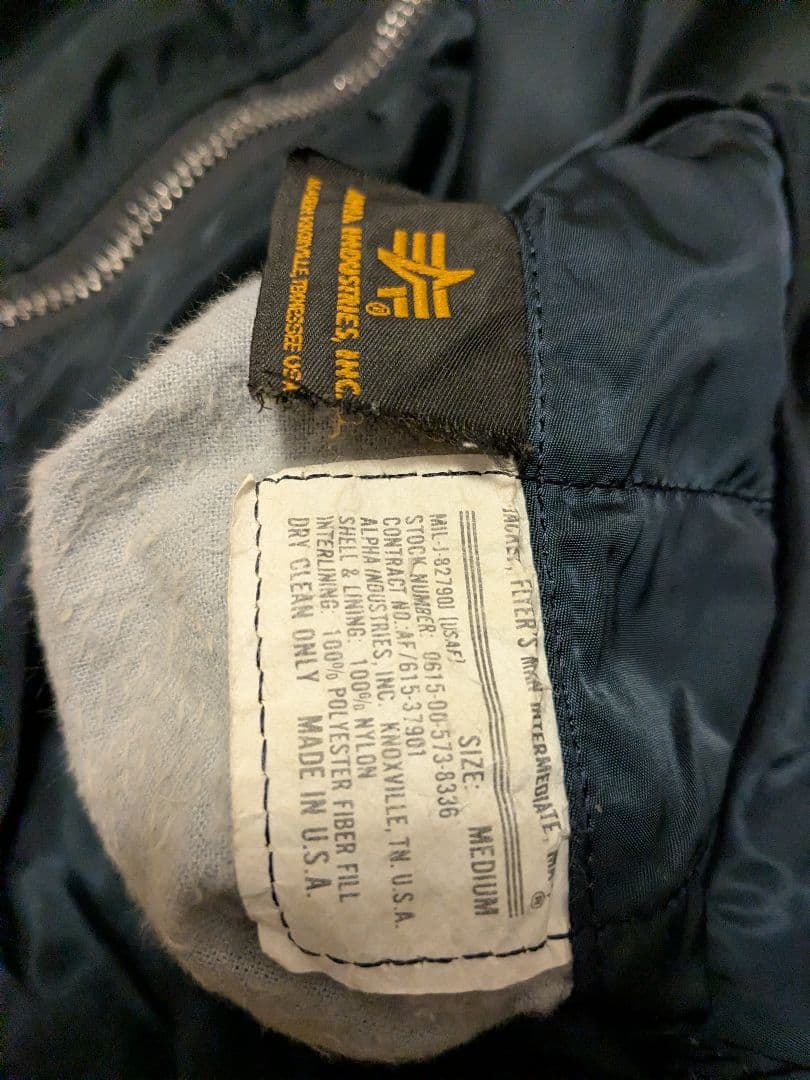 ALPHA INDUSTRIES, INC.
KNOXVILLE, TENNESSEE USA
JACKET, FLYER'S MAN INTERMEDIATE,
®
SIZE: MEDIUM
MIL-J-8279OJ (USAF)
STOCK NUMBER: 0615-00-573-8336
CONTRACT NO. AF/615-37901
ALPHA INDUSTRIES, INC. KNOXVILLE, TN. U.S.A.
SHELL & LINING: 100% NYLON
INTERLINING: 100% POLYESTER FIBER FILL
DRY CLEAN ONLY MADE IN U.S.A.